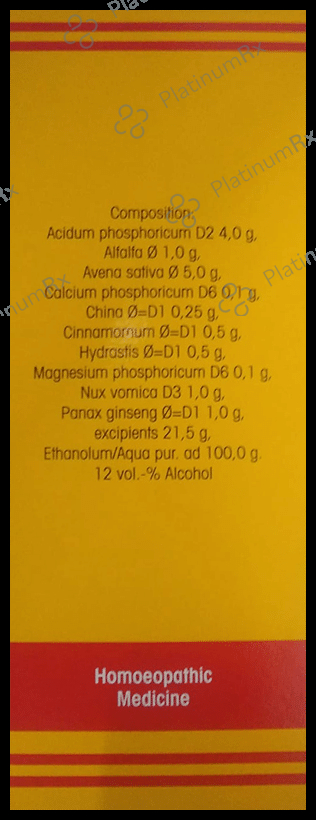 PlatinumRx
PlatinumRx
PlatinumRx
Composition:
Acidum phosphoricum D2 4,0 g,
Alfalfa Ø 1,0 g,
Avena sativa Ø 5,0 g,
Calcium phosphoricum D6 0,1 g,
China Ø=D1 0,25 g,
Cinnamomum Ø=D1 0,5 g,
Hydrastis Ø=D1 0,5 g,
Magnesium phosphoricum D6 0,1 g,
Nux vomica D3 1,0 g,
Panax ginseng Ø=D1 1,0 g,
excipients 21,5 g,
Ethanolum/Aqua pur. ad 100,0 g.
12 vol.-% Alcohol
Homoeopathic
Medicine